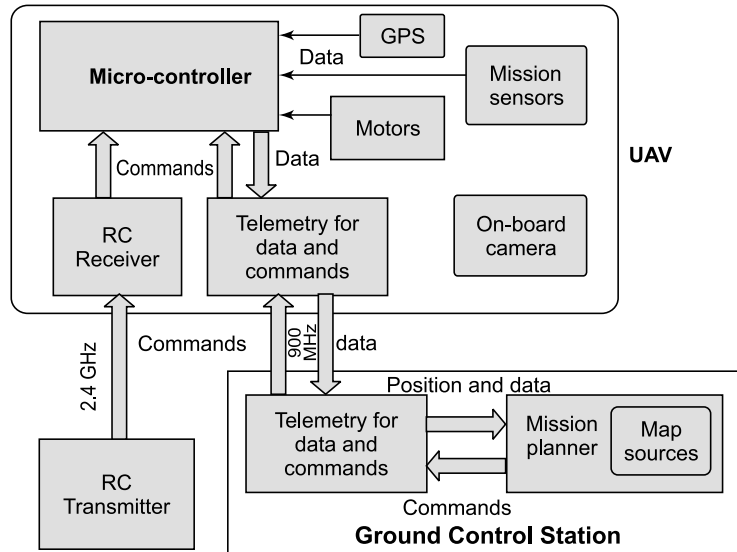 GPS
Data
Micro-controller
Mission
sensors
Motors
UAV
Commands
Data
RC
Receiver
Telemetry for
data and
commands
On-board
camera
2.4 GHz
Commands
900
MHz
data
Position and data
Telemetry for
data and
commands
Mission
planner
Map
sources
RC
Transmitter
Commands
Ground Control Station